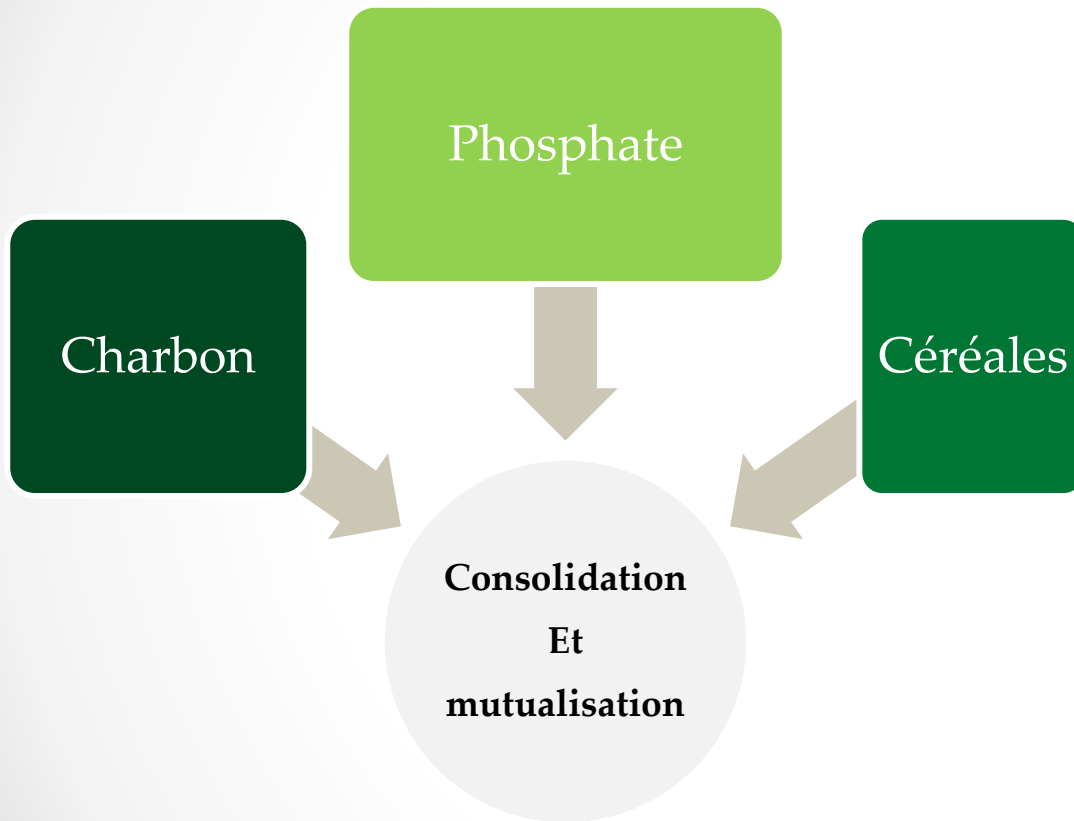 Phosphate
Charbon
Céréales
Consolidation
Et
mutualisation